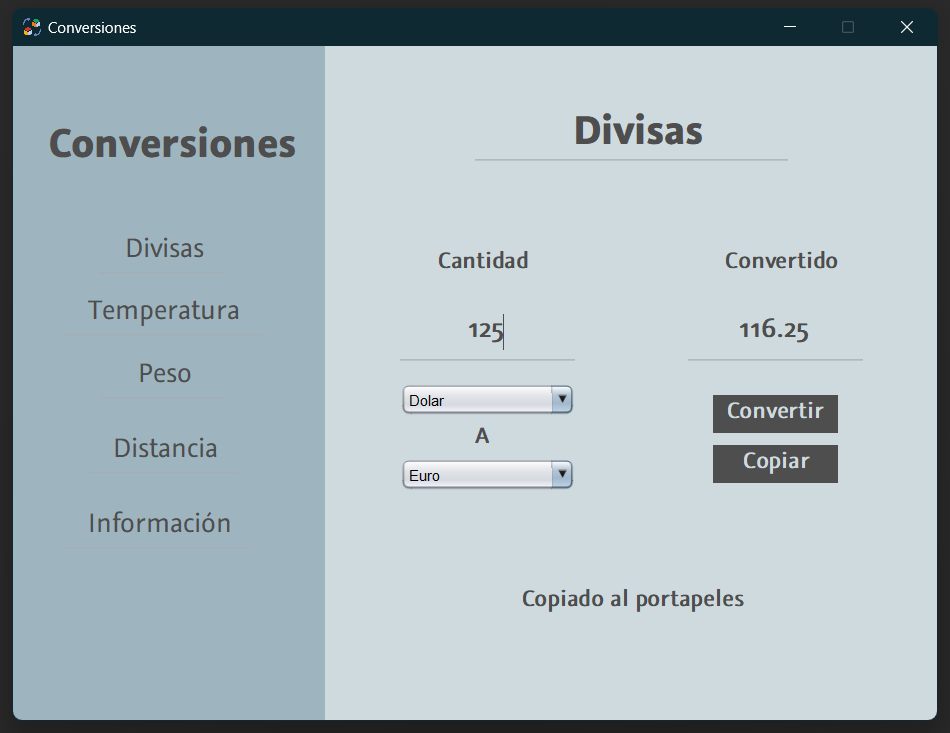 Conversiones
Conversiones
Divisas
Temperatura
Peso
Distancia
Información
Divisas
Cantidad
Convertido
125
116.25
Dolar
A
Euro
Convertir
Copiar
Copiado al portapeles